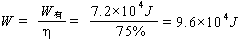 W = W有/η = 7.2×10⁴J/75% = 9.6×10⁴J